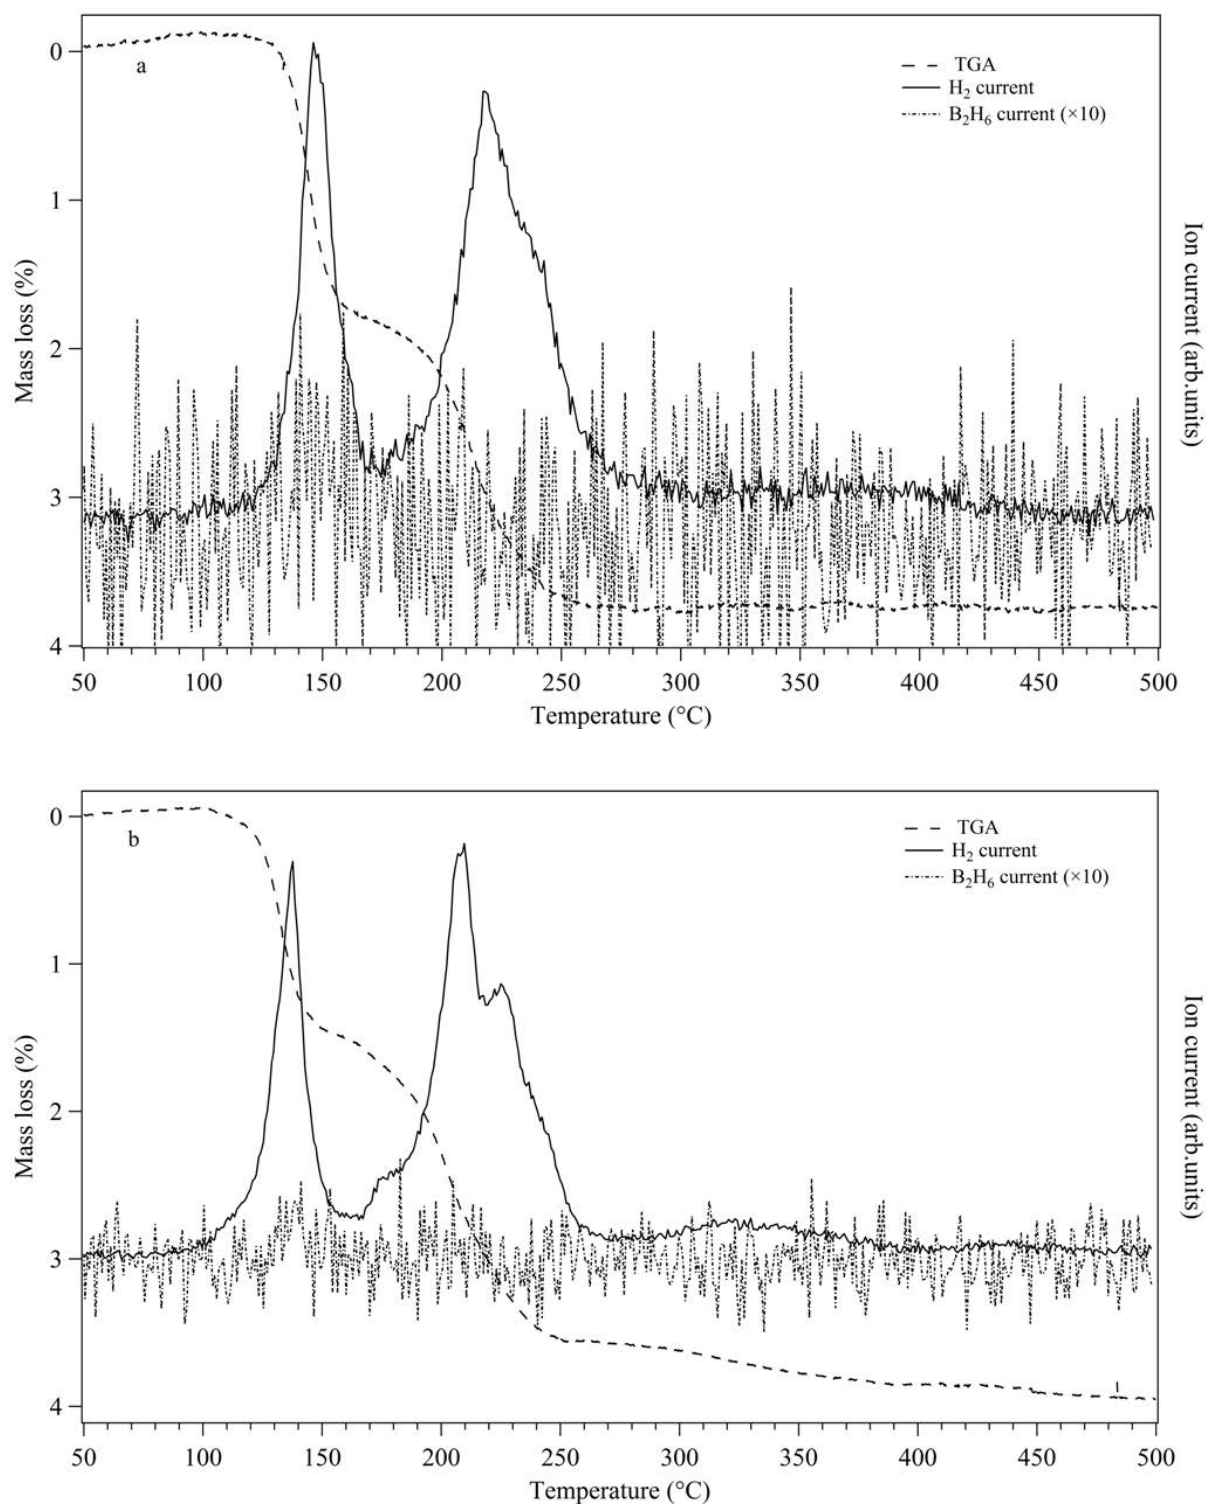 0
a
TGA
H₂ current
B₂H₆ current (×10)
1
Mass loss (%)
2
Ion current (arb.units)
3
4
50 100 150 200 250 300 350 400 450 500
Temperature (°C)
0
b
TGA
H₂ current
B₂H₆ current (×10)
1
Mass loss (%)
2
Ion current (arb.units)
3
4
50 100 150 200 250 300 350 400 450 500
Temperature (°C)